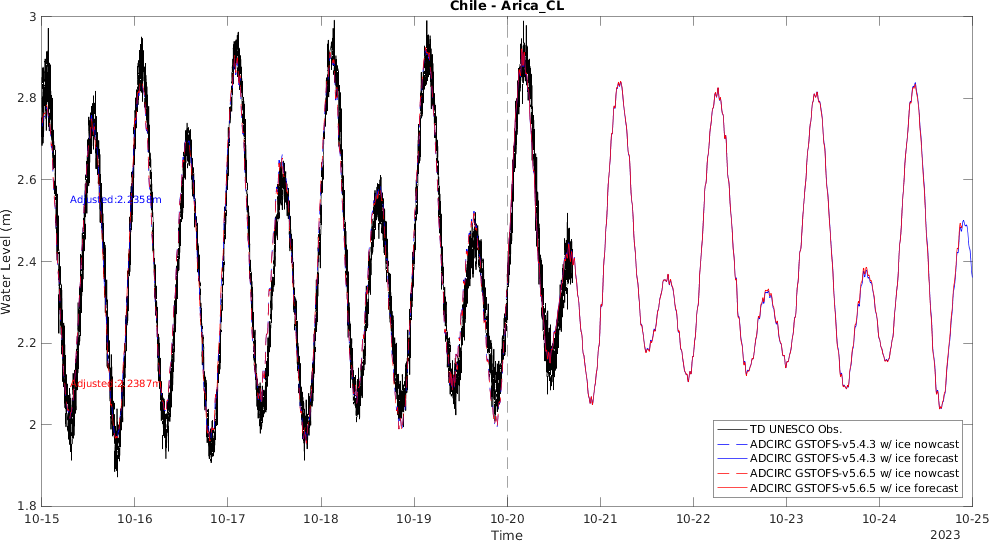 Chile - Arica_CL
3
2.8
2.6
2.4
2.2
2
1.8
Water Level (m)
Adjusted:2.2358m
Adjusted:2.2387m
TD UNESCO Obs.
ADCIRC GSTOFS-v5.4.3 w/ ice nowcast
ADCIRC GSTOFS-v5.4.3 w/ ice forecast
ADCIRC GSTOFS-v5.6.5 w/ ice nowcast
ADCIRC GSTOFS-v5.6.5 w/ ice forecast
10-15 10-16 10-17 10-18 10-19 10-20 10-21 10-22 10-23 10-24 10-25
Time
2023